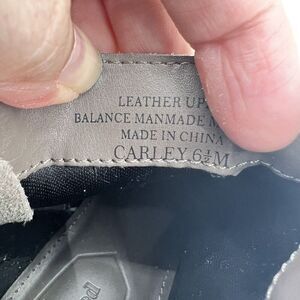 LEATHER UP
BALANCE MANMADE
MADE IN CHINA
CARLEY 6½M